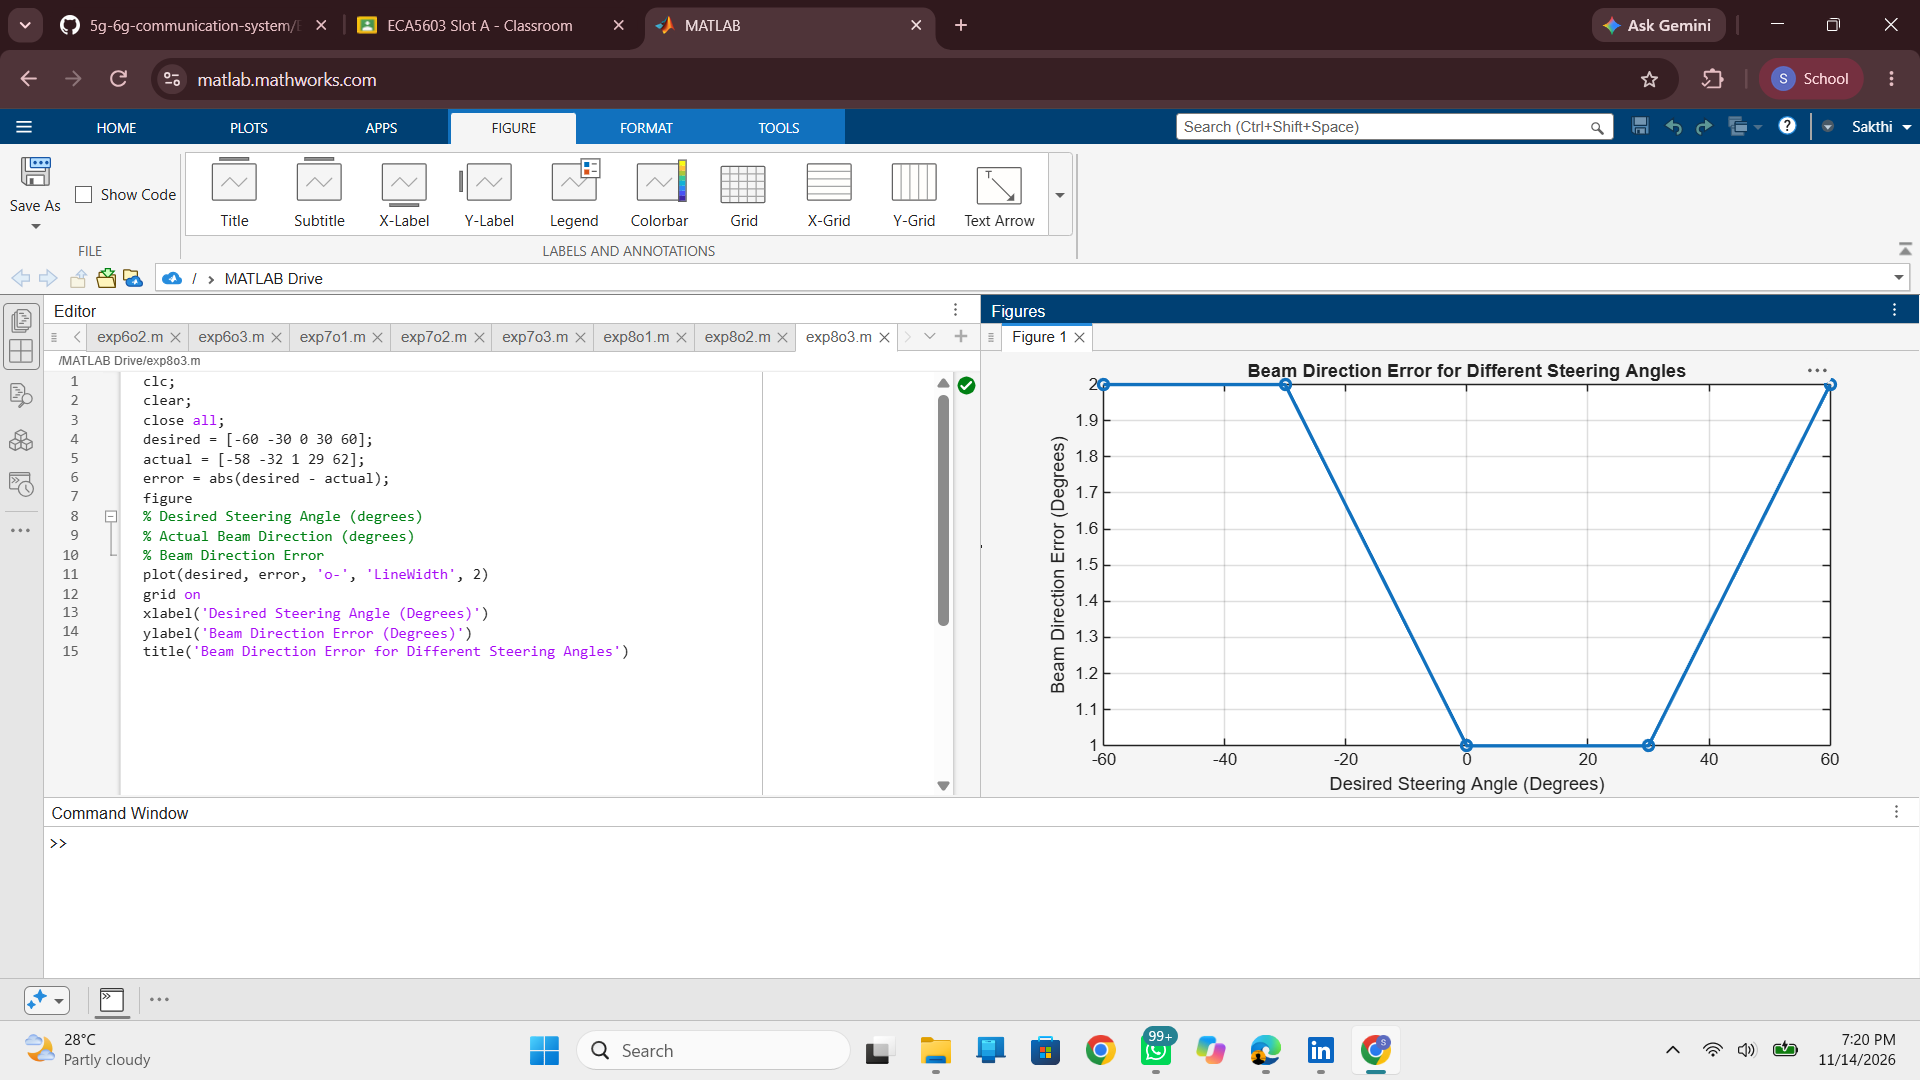 5g-6g-communication-system/
ECA5603 Slot A - Classroom
MATLAB
Ask Gemini
matlab.mathworks.com
S
School
HOME
PLOTS
APPS
FIGURE
FORMAT
TOOLS
Search (Ctrl+Shift+Space)
Sakthi
Save As
Show Code
Title
Subtitle
X-Label
Y-Label
Legend
Colorbar
Grid
X-Grid
Y-Grid
Text Arrow
FILE
LABELS AND ANNOTATIONS
/ > MATLAB Drive
Editor
exp6o2.m
exp6o3.m
exp7o1.m
exp7o2.m
exp7o3.m
exp8o1.m
exp8o2.m
exp8o3.m
/MATLAB Drive/exp8o3.m
1 clc;
2 clear;
3 close all;
4 desired = [-60 -30 0 30 60];
5 actual = [-58 -32 1 29 62];
6 error = abs(desired - actual);
7 figure
8 % Desired Steering Angle (degrees)
9 % Actual Beam Direction (degrees)
10 % Beam Direction Error
11 plot(desired, error, 'o-', 'LineWidth', 2)
12 grid on
13 xlabel('Desired Steering Angle (Degrees)')
14 ylabel('Beam Direction Error (Degrees)')
15 title('Beam Direction Error for Different Steering Angles')
Figures
Figure 1
Beam Direction Error for Different Steering Angles
Beam Direction Error (Degrees)
2
1.9
1.8
1.7
1.6
1.5
1.4
1.3
1.2
1.1
1
-60 -40 -20 0 20 40 60
Desired Steering Angle (Degrees)
Command Window
>>
28°C
Partly cloudy
Search
99+
7:20 PM
11/14/2026